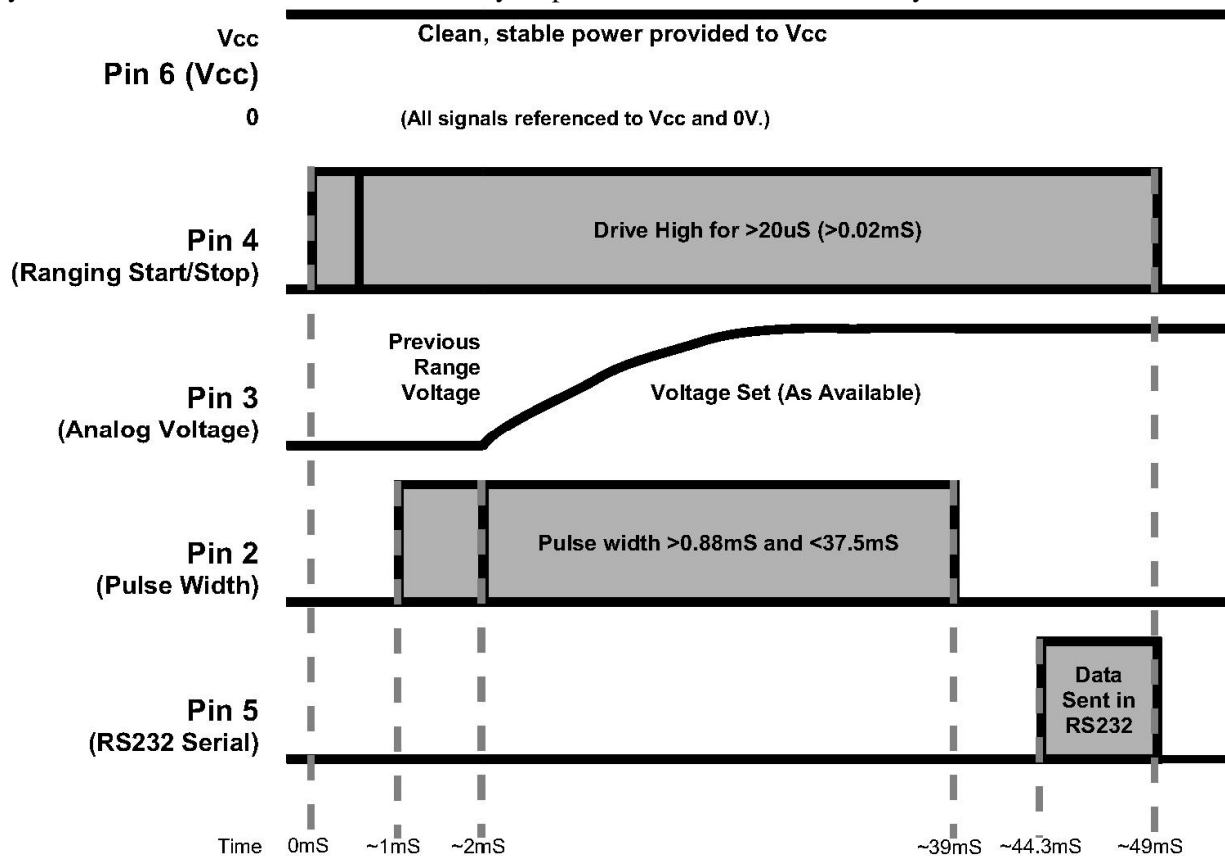 Vcc
Clean, stable power provided to Vcc
Pin 6 (Vcc)
0
(All signals referenced to Vcc and 0V.)
Drive High for >20uS (>0.02mS)
Pin 4
(Ranging Start/Stop)
Previous
Range
Voltage
Voltage Set (As Available)
Pin 3
(Analog Voltage)
Pulse width >0.88mS and <37.5mS
Pin 2
(Pulse Width)
Data
Sent in
RS232
Pin 5
(RS232 Serial)
Time 0mS ~1mS ~2mS ~39mS ~44.3mS ~49mS